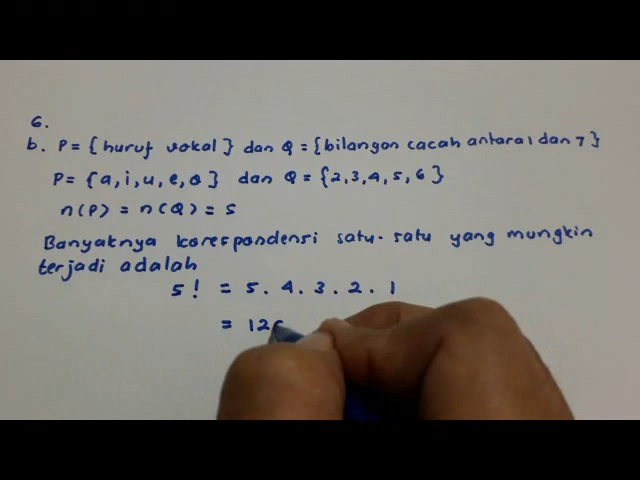 6.
b. P = {huruf vokal} dan Q = {bilangan cacah antara 1 dan 7}
P = {a, i, u, e, o} dan Q = {2, 3, 4, 5, 6}
n(P) = n(Q) = 5
Banyaknya korespondensi satu-satu yang mungkin
terjadi adalah
5! = 5 . 4 . 3 . 2 . 1
= 12